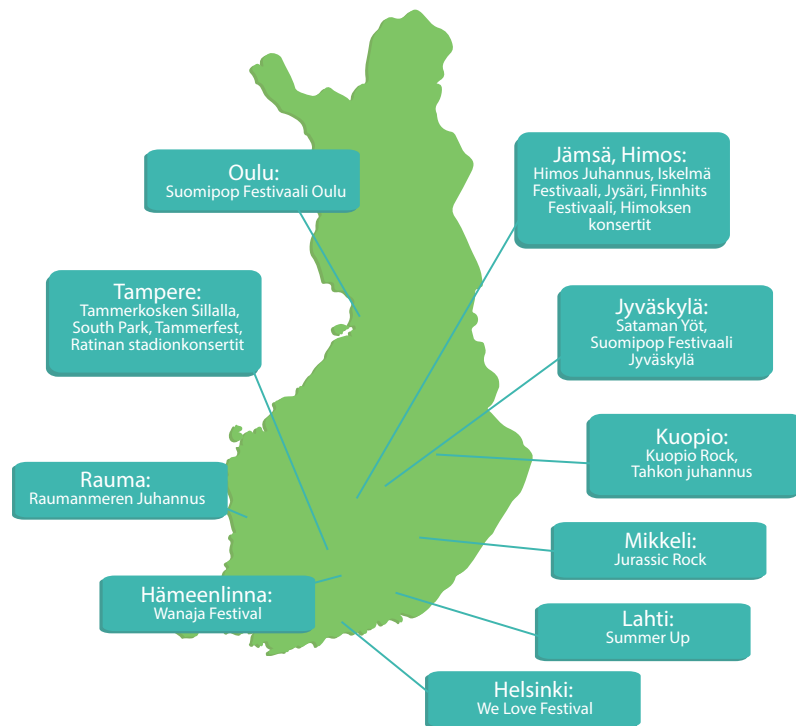 Oulu:
Suomipop Festivaali Oulu
Jämsä, Himos:
Himos Juhannus, Iskelmä
Festivaali, Jysäri, Finnhits
Festivaali, Himoksen
konsertit
Tampere:
Tammerkosken Sillalla,
South Park, Tammerfest,
Ratinan stadionkonsertit
Jyväskylä:
Sataman Yöt,
Suomipop Festivaali
Jyväskylä
Kuopio:
Kuopio Rock,
Tahkon juhannus
Rauma:
Raumanmeren Juhannus
Mikkeli:
Jurassic Rock
Hämeenlinna:
Wanaja Festival
Lahti:
Summer Up
Helsinki:
We Love Festival